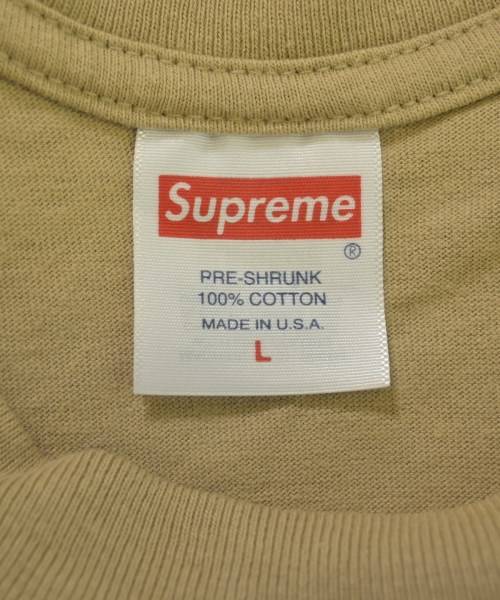 Supreme
®
PRE-SHRUNK
100% COTTON
MADE IN U.S.A.
L